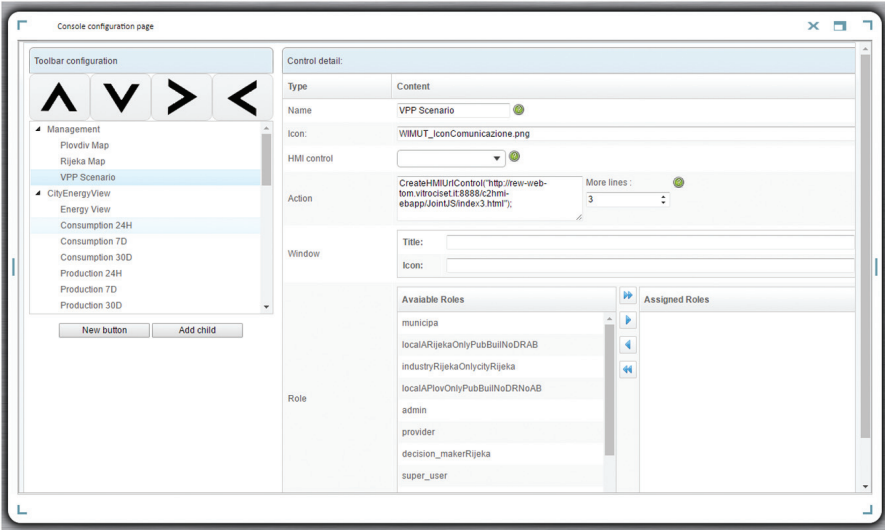 Console configuration page
Toolbar configuration
Management
Plovdiv Map
Rijeka Map
VPP Scenario
CityEnergyView
Energy View
Consumption 24H
Consumption 7D
Consumption 30D
Production 24H
Production 7D
Production 30D
New button
Add child
Control detail:
Type
Content
Name
VPP Scenario
Icon:
WIMUT_IconComunicazione.png
HMI control
Action
CreateHMIUrlControl("http://rew-web-
tom.vitrociset.it:8888/c2hmi-
ebapp/JointJS/index3.html");
More lines :
3
Window
Title:
Icon:
Role
Avaiable Roles
municipa
localARijekaOnlyPubBuilNoDRAB
industryRijekaOnlycityRijeka
localAPlovOnlyPubBuilNoDRNoAB
admin
provider
decision_makerRijeka
super_user
Assigned Roles